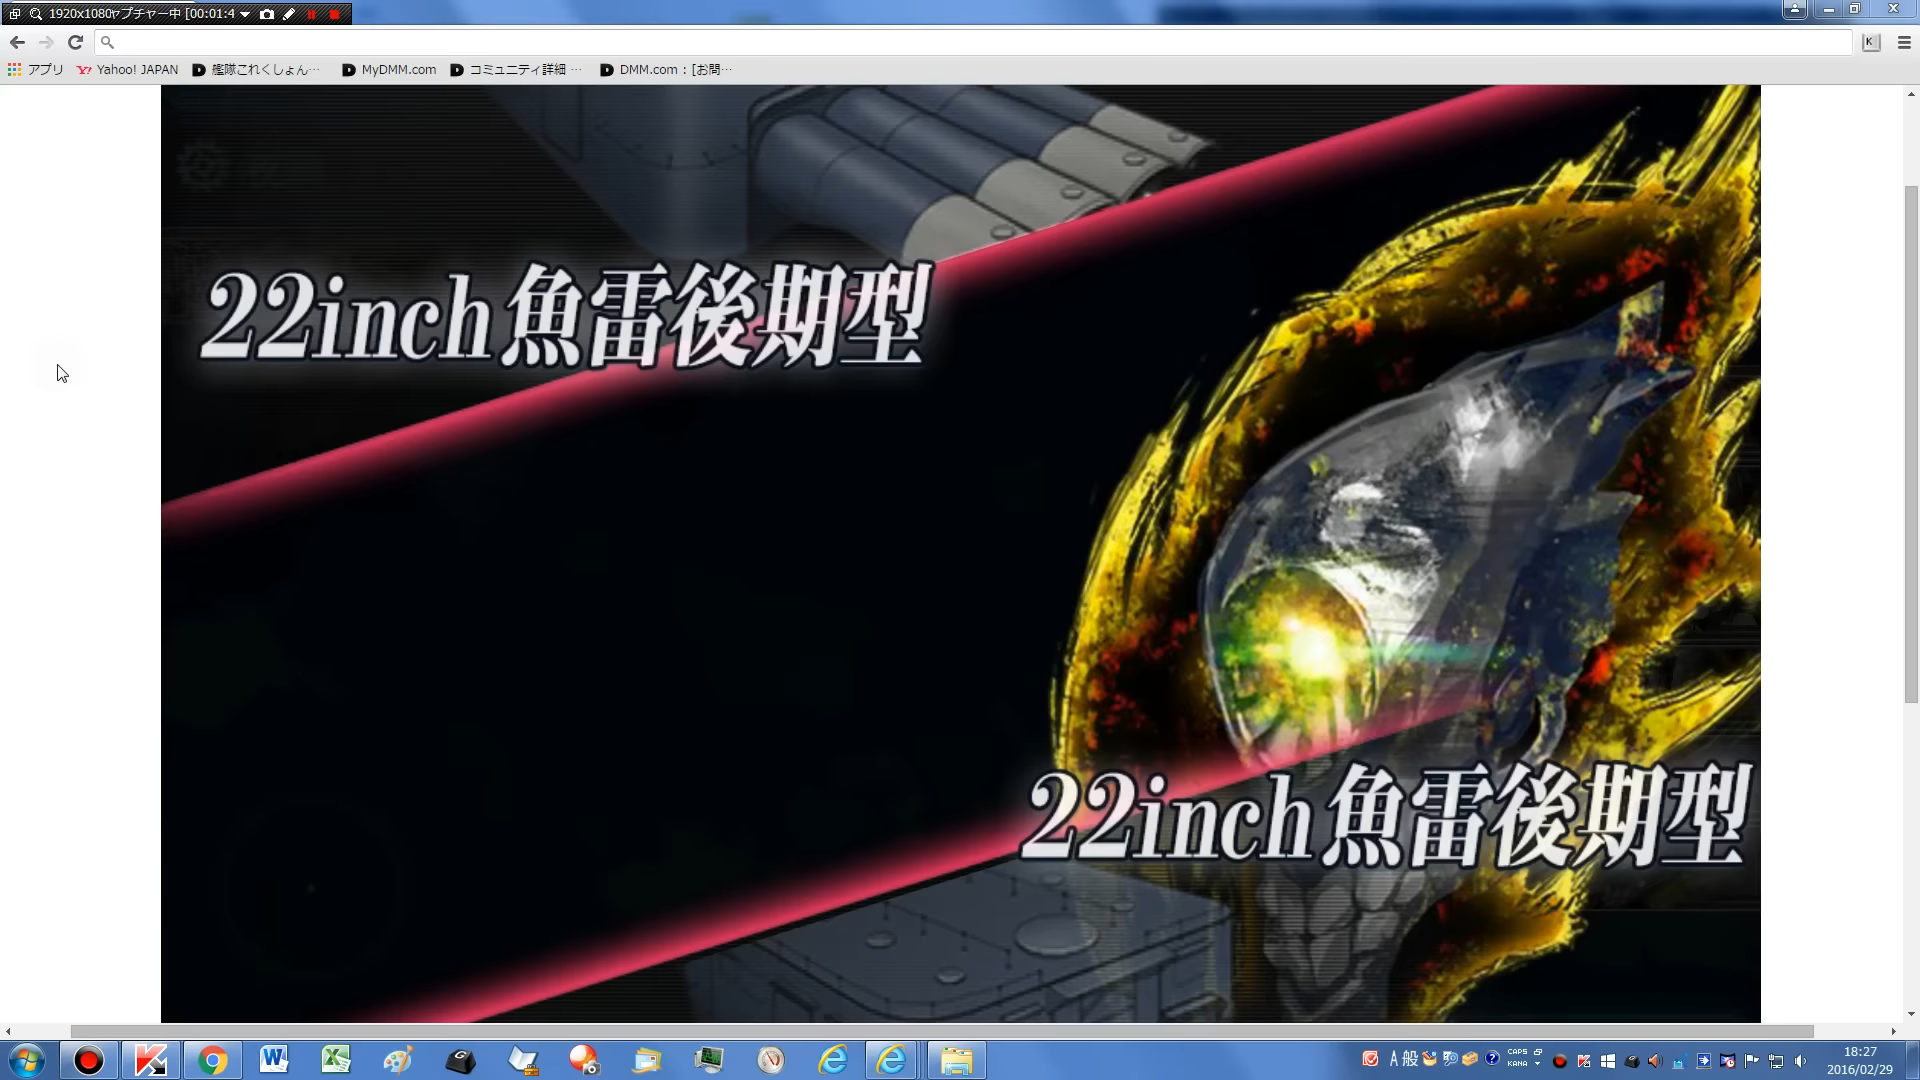 1920x1080ャプチャー中 [00:01:4
アプリ
Yahoo! JAPAN
艦隊これくしょん…
MyDMM.com
コミュニティ詳細 …
DMM.com : [お問…
22inch魚雷後期型
22inch魚雷後期型
A 般
CAPS
KANA
18:27
2016/02/29